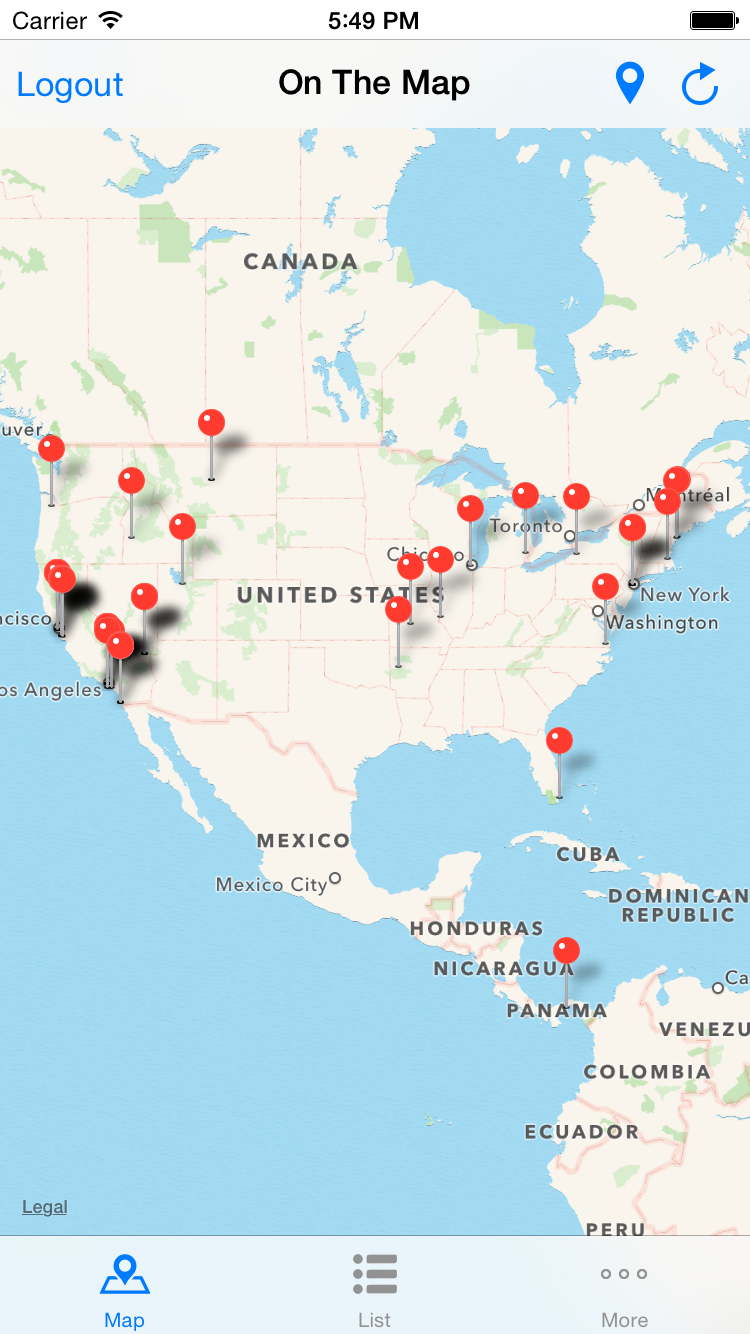 Carrier 5:49 PM
Logout On The Map
CANADA
uver
Montréal
Toronto
Chicago
UNITED STATES
New York
ncisco
Washington
os Angeles
MEXICO
CUBA
Mexico City
DOMINICAN
REPUBLIC
HONDURAS
NICARAGUA
Ca
PANAMA
VENEZU
COLOMBIA
ECUADOR
Legal
PERU
Map List More